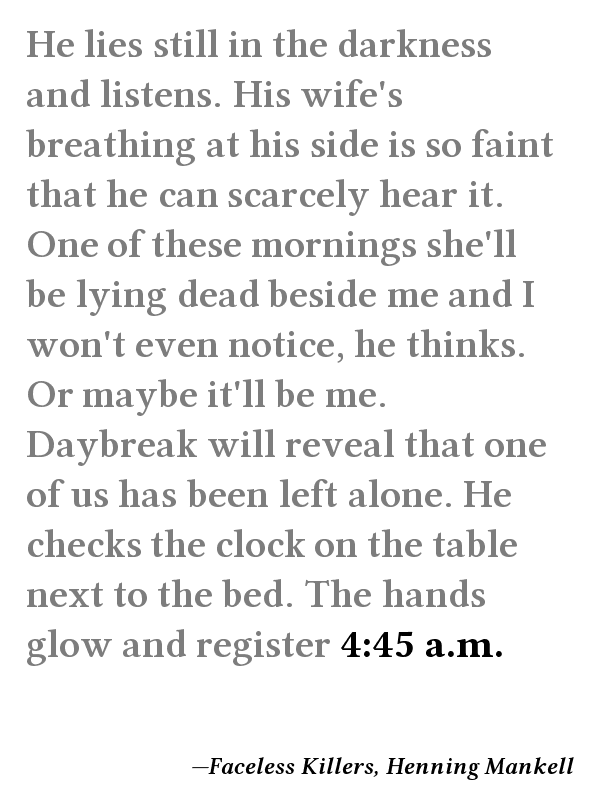 He lies still in the darkness
and listens. His wife's
breathing at his side is so faint
that he can scarcely hear it.
One of these mornings she'll
be lying dead beside me and I
won't even notice, he thinks.
Or maybe it'll be me.
Daybreak will reveal that one
of us has been left alone. He
checks the clock on the table
next to the bed. The hands
glow and register 4:45 a.m.
—Faceless Killers, Henning Mankell